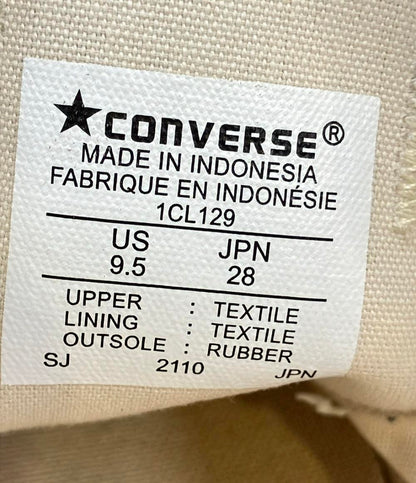 ★CONVERSE®
MADE IN INDONESIA
FABRIQUE EN INDONÉSIE
1CL129
US JPN
9.5 28
UPPER : TEXTILE
LINING : TEXTILE
OUTSOLE : RUBBER
SJ 2110 JPN